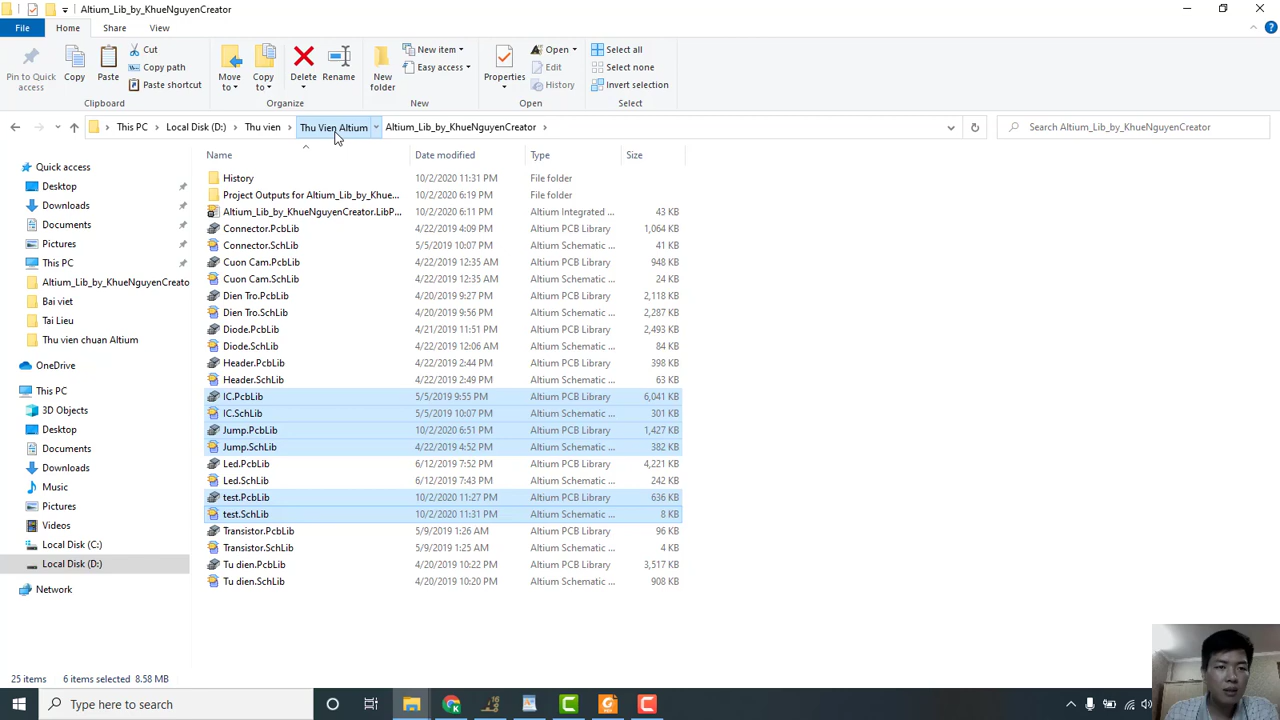 Altium_Lib_by_KhueNguyenCreator
File Home Share View
Pin to Quick access
Copy
Paste
Cut
Copy path
Paste shortcut
Clipboard
Move to
Copy to
Delete
Rename
Organize
New folder
New item
Easy access
New
Properties
Open
Edit
History
Open
Select all
Select none
Invert selection
Select
This PC > Local Disk (D:) > Thu vien > Thu Vien Altium > Altium_Lib_by_KhueNguyenCreator >
Search Altium_Lib_by_KhueNguyenCreator
Quick access
Desktop
Downloads
Documents
Pictures
This PC
Altium_Lib_by_KhueNguyenCreato
Bai viet
Tai Lieu
Thu vien chuan Altium
OneDrive
This PC
3D Objects
Desktop
Documents
Downloads
Music
Pictures
Videos
Local Disk (C:)
Local Disk (D:)
Network
Name Date modified Type Size
History 10/2/2020 11:31 PM File folder
Project Outputs for Altium_Lib_by_Khue... 10/2/2020 6:19 PM File folder
Altium_Lib_by_KhueNguyenCreator.LibP... 10/2/2020 6:11 PM Altium Integrated ... 43 KB
Connector.PcbLib 4/22/2019 4:09 PM Altium PCB Library 1,064 KB
Connector.SchLib 5/5/2019 10:07 PM Altium Schematic ... 41 KB
Cuon Cam.PcbLib 4/22/2019 12:35 AM Altium PCB Library 948 KB
Cuon Cam.SchLib 4/22/2019 12:35 AM Altium Schematic ... 24 KB
Dien Tro.PcbLib 4/20/2019 9:27 PM Altium PCB Library 2,118 KB
Dien Tro.SchLib 4/20/2019 9:56 PM Altium Schematic ... 2,287 KB
Diode.PcbLib 4/21/2019 11:51 PM Altium PCB Library 2,493 KB
Diode.SchLib 4/22/2019 12:06 AM Altium Schematic ... 84 KB
Header.PcbLib 4/22/2019 2:44 PM Altium PCB Library 398 KB
Header.SchLib 4/22/2019 2:49 PM Altium Schematic ... 63 KB
IC.PcbLib 5/5/2019 9:55 PM Altium PCB Library 6,041 KB
IC.SchLib 5/5/2019 10:07 PM Altium Schematic ... 301 KB
Jump.PcbLib 10/2/2020 6:51 PM Altium PCB Library 1,427 KB
Jump.SchLib 4/22/2019 4:52 PM Altium Schematic ... 382 KB
Led.PcbLib 6/12/2019 7:52 PM Altium PCB Library 4,221 KB
Led.SchLib 6/12/2019 7:43 PM Altium Schematic ... 242 KB
test.PcbLib 10/2/2020 11:27 PM Altium PCB Library 636 KB
test.SchLib 10/2/2020 11:31 PM Altium Schematic ... 8 KB
Transistor.PcbLib 5/9/2019 1:26 AM Altium PCB Library 96 KB
Transistor.SchLib 5/9/2019 1:25 AM Altium Schematic ... 4 KB
Tu dien.PcbLib 4/20/2019 10:22 PM Altium PCB Library 3,517 KB
Tu dien.SchLib 4/20/2019 10:20 PM Altium Schematic ... 908 KB
25 items 6 items selected 8.58 MB
Type here to search